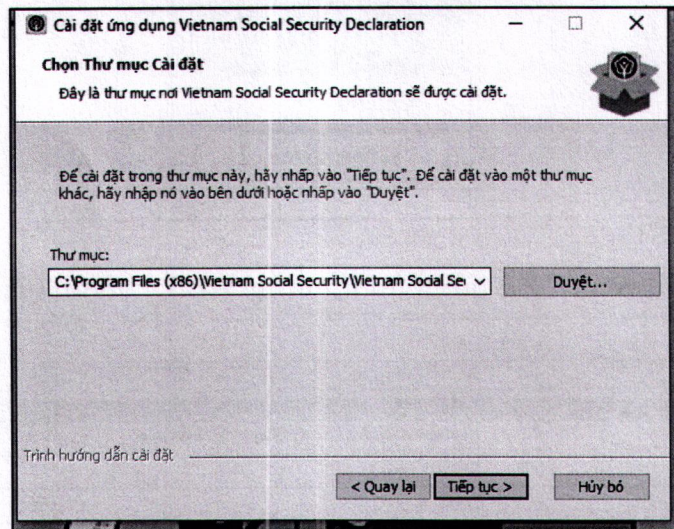 Cài đặt ứng dụng Vietnam Social Security Declaration
Chọn Thư mục Cài đặt
Đây là thư mục nơi Vietnam Social Security Declaration sẽ được cài đặt.
Để cài đặt trong thư mục này, hãy nhấp vào "Tiếp tục". Để cài đặt vào một thư mục
khác, hãy nhập nó vào bên dưới hoặc nhấp vào "Duyệt".
Thư mục:
C:\Program Files (x86)\Vietnam Social Security\Vietnam Social Se
Duyệt...
Trình hướng dẫn cài đặt
< Quay lại
Tiếp tục >
Hủy bỏ